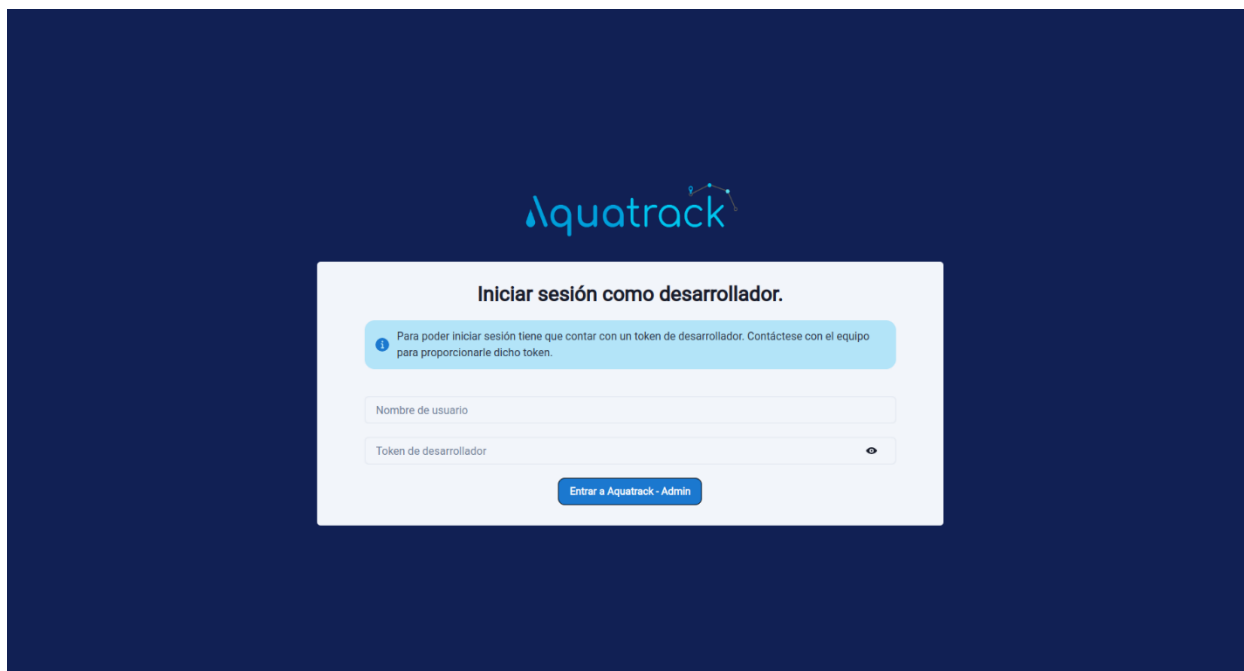 Aquatrack
Iniciar sesión como desarrollador.
Para poder iniciar sesión tiene que contar con un token de desarrollador. Contáctese con el equipo
para proporcionarle dicho token.
Nombre de usuario
Token de desarrollador
Entrar a Aquatrack - Admin